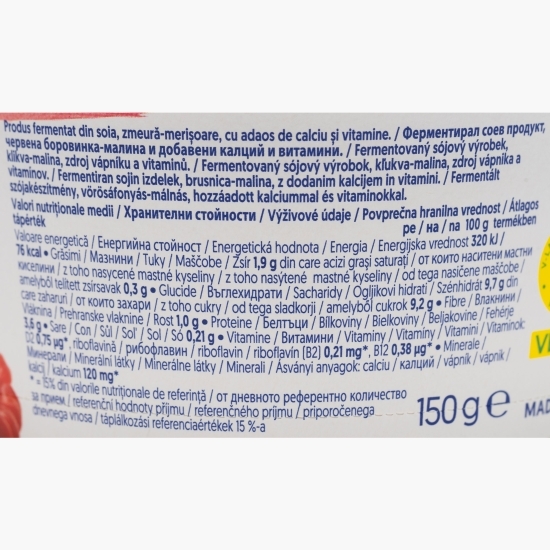 Produs fermentat din soia, zmeură-merișoare, cu adaos de calciu și vitamine. / Ферментирал соев продукт,
червена боровинка-малина и добавени калций и витамини. / Fermentovaný sójový výrobek,
klikva-malina, zdroj vápníku a vitaminů. / Fermentovaný sójový výrobok, kľukva-malina, zdroj vápnika a
vitamínov. / Fermentiran sojin izdelek, brusnica-malina, z dodanim kalcijem in vitamini. / Fermentált
szójakészítmény, vörösáfonyás-málnás, hozzáadott kalciummal és vitaminokkal.
Valori nutriționale medii / Хранителни стойности / Výživové údaje / Povprečna hranilna vrednost / Átlagos
tápérték
pe / на / na 100 g termékben
Valoare energetică / Енергийна стойност / Energetická hodnota / Energia / Energijska vrednost 320 kJ /
76 kcal • Grăsimi / Мазнини / Tuky / Maščobe / Zsír 1,9 g din care acizi grași saturați / от които наситени мастни
киселини / z toho nasycené mastné kyseliny / z toho nasýtené mastné kyseliny / od tega nasičene maščobe /
amelyből telített zsírsavak 0,3 g • Glucide / Въглехидрати / Sacharidy / Ogljikovi hidrati / Szénhidrát 9,7 g din
care zaharuri / от които захари / z toho cukry / od tega sladkorji / amelyből cukrok 9,2 g • Fibre / Влакнини /
Vláknina / Prehranske vlaknine / Rost 1,0 g • Proteine / Белтъци / Bílkoviny / Bielkoviny / Beljakovine / Fehérje
3,6 g • Sare / Сол / Sůl / Soľ / Sol / Só 0,21 g • Vitamine / Витамини / Vitaminy / Vitamíny / Vitamini / Vitaminok:
D2 0,75 µg*, riboflavină / рибофлавин / riboflavin / riboflavín [B2] 0,21 mg*, B12 0,38 µg* • Minerale /
Минерали / Minerální látky / Minerálne látky / Minerali / Ásványi anyagok: calciu / калций / vápník / vápnik /
kalcij / kalcium 120 mg*
* = 15% din valorile nutriționale de referință / от дневното референтно количество
за прием / referenční hodnoty příjmu / referenčného príjmu / priporočenega
dnevnega vnosa / táplálkozási referenciaértékek 15 %-a
150 g e
MAD